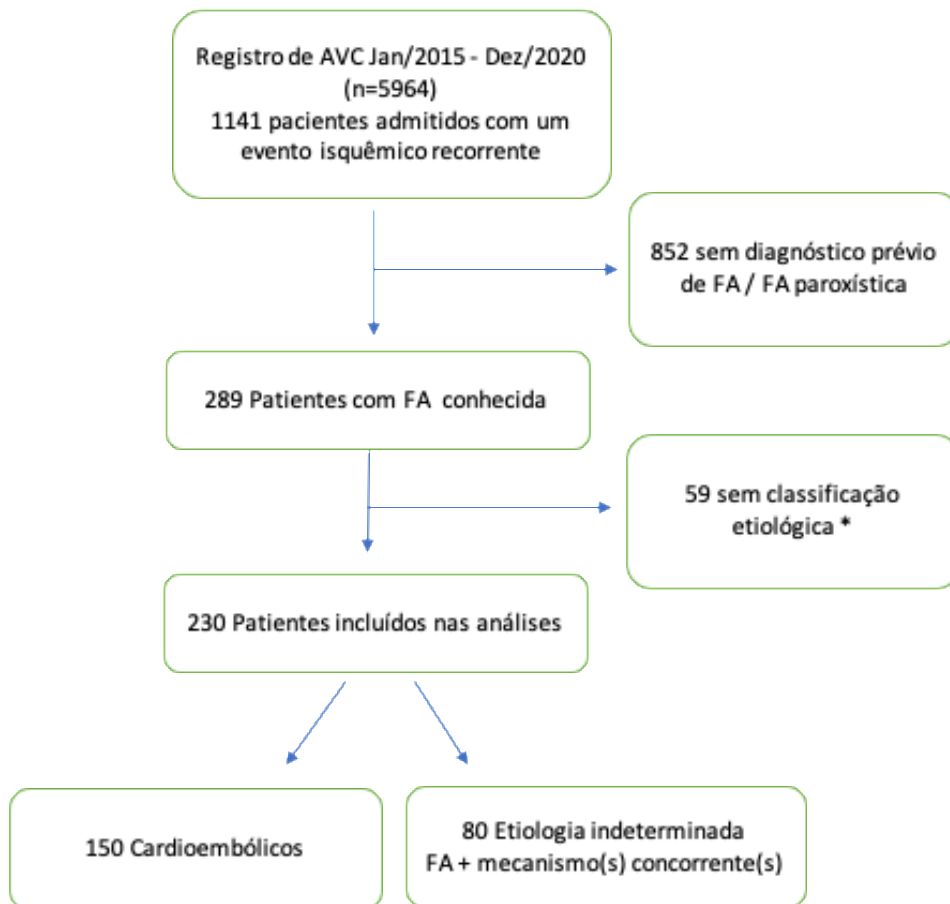 Registro de AVC Jan/2015 - Dez/2020
(n=5964)
1141 pacientes admitidos com um
evento isquêmico recorrente
852 sem diagnóstico prévio
de FA / FA paroxística
289 Patientes com FA conhecida
59 sem classificação
etiológica *
230 Patientes incluídos nas análises
150 Cardioembólicos
80 Etiologia indeterminada
FA + mecanismo(s) concorrente(s)